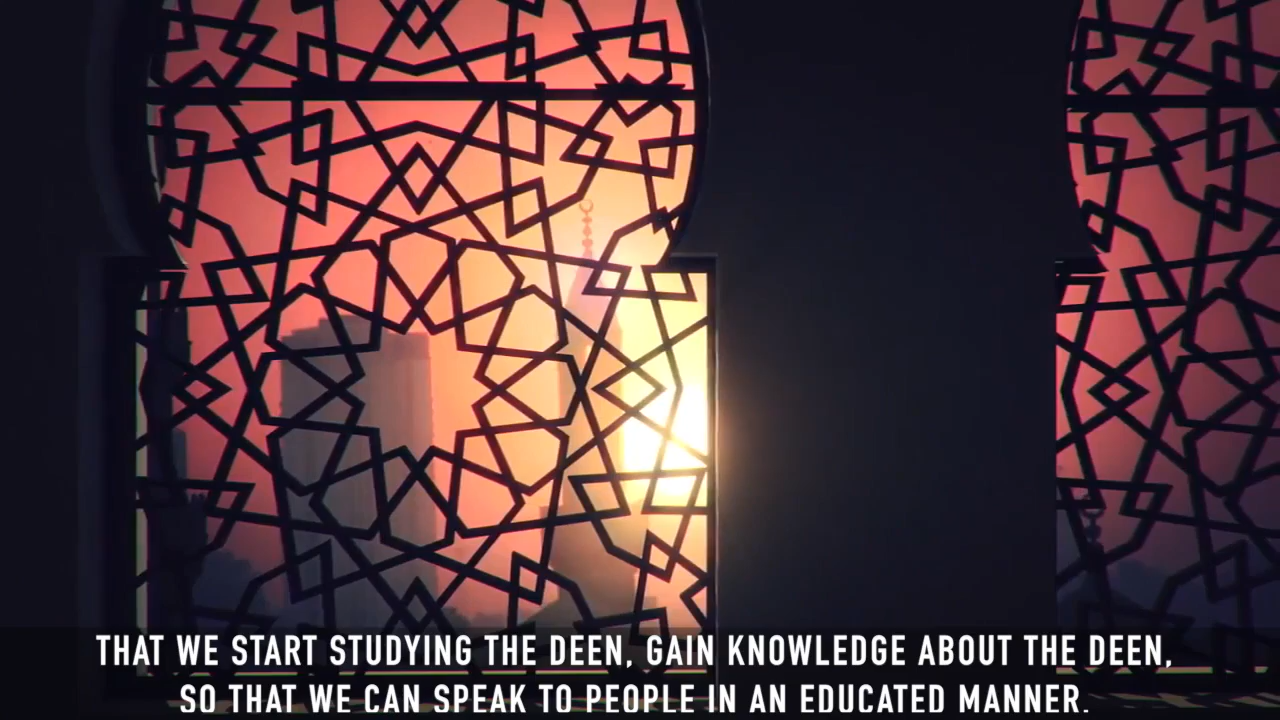 THAT WE START STUDYING THE DEEN, GAIN KNOWLEDGE ABOUT THE DEEN,
SO THAT WE CAN SPEAK TO PEOPLE IN AN EDUCATED MANNER.